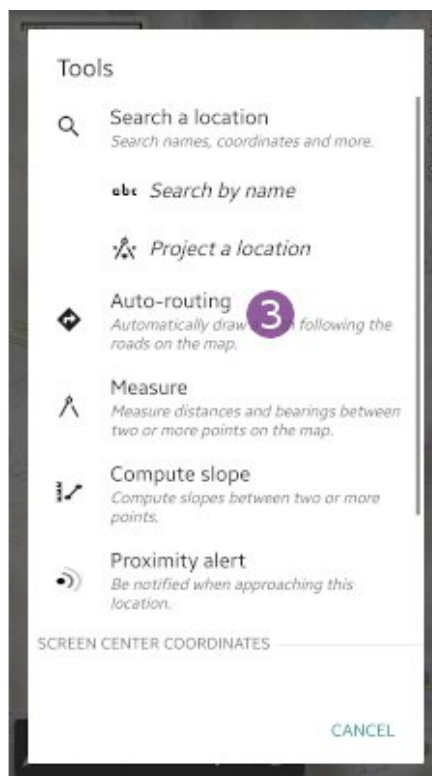 Tools
Search a location
Search names, coordinates and more.
abc Search by name
Project a location
Auto-routing
3
Automatically draw following the
roads on the map.
Measure
Measure distances and bearings between
two or more points on the map.
Compute slope
Compute slopes between two or more
points.
Proximity alert
Be notified when approaching this
location.
SCREEN CENTER COORDINATES
CANCEL